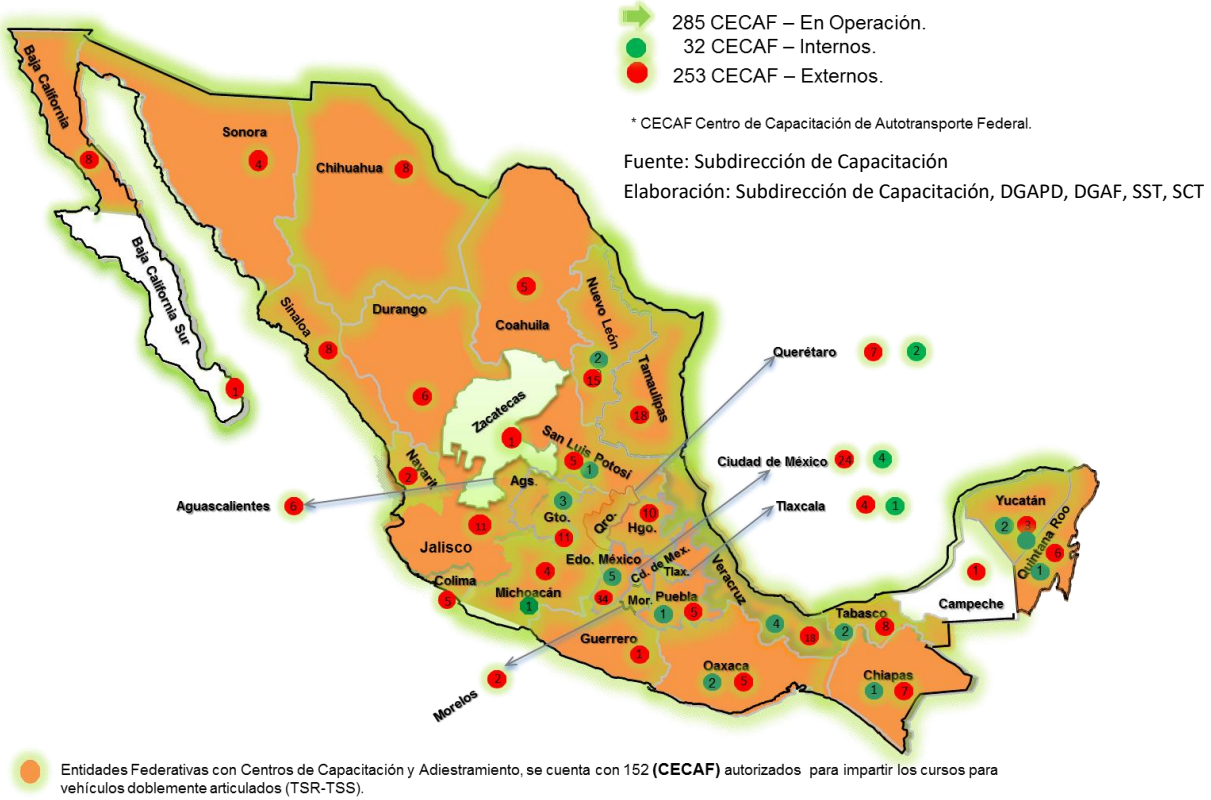 285 CECAF – En Operación.
32 CECAF – Internos.
253 CECAF – Externos.
* CECAF Centro de Capacitación de Autotransporte Federal.
Fuente: Subdirección de Capacitación
Elaboración: Subdirección de Capacitación, DGAPD, DGAF, SST, SCT
Baja California
8
Sonora
4
Chihuahua
8
Baja California Sur
1
Coahuila
5
Nuevo León
2
15
Tamaulipas
18
Sinaloa
8
Durango
6
Zacatecas
1
San Luis Potosí
5
1
Nayarit
2
Ags.
Aguascalientes
6
Querétaro
7
2
Ciudad de México
24
4
Tlaxcala
4
1
Jalisco
11
Gto.
3
11
Qro.
Hgo.
10
Edo. México
5
34
Cd. de Mex.
Tlax.
Mor.
Puebla
1
5
Veracruz
4
18
Colima
5
Michoacán
4
1
Guerrero
1
Morelos
2
Oaxaca
2
5
Tabasco
2
8
Chiapas
1
7
Campeche
1
Yucatán
2
3
Quintana Roo
6
1
Entidades Federativas con Centros de Capacitación y Adiestramiento, se cuenta con 152 (CECAF) autorizados para impartir los cursos para
vehículos doblemente articulados (TSR-TSS).